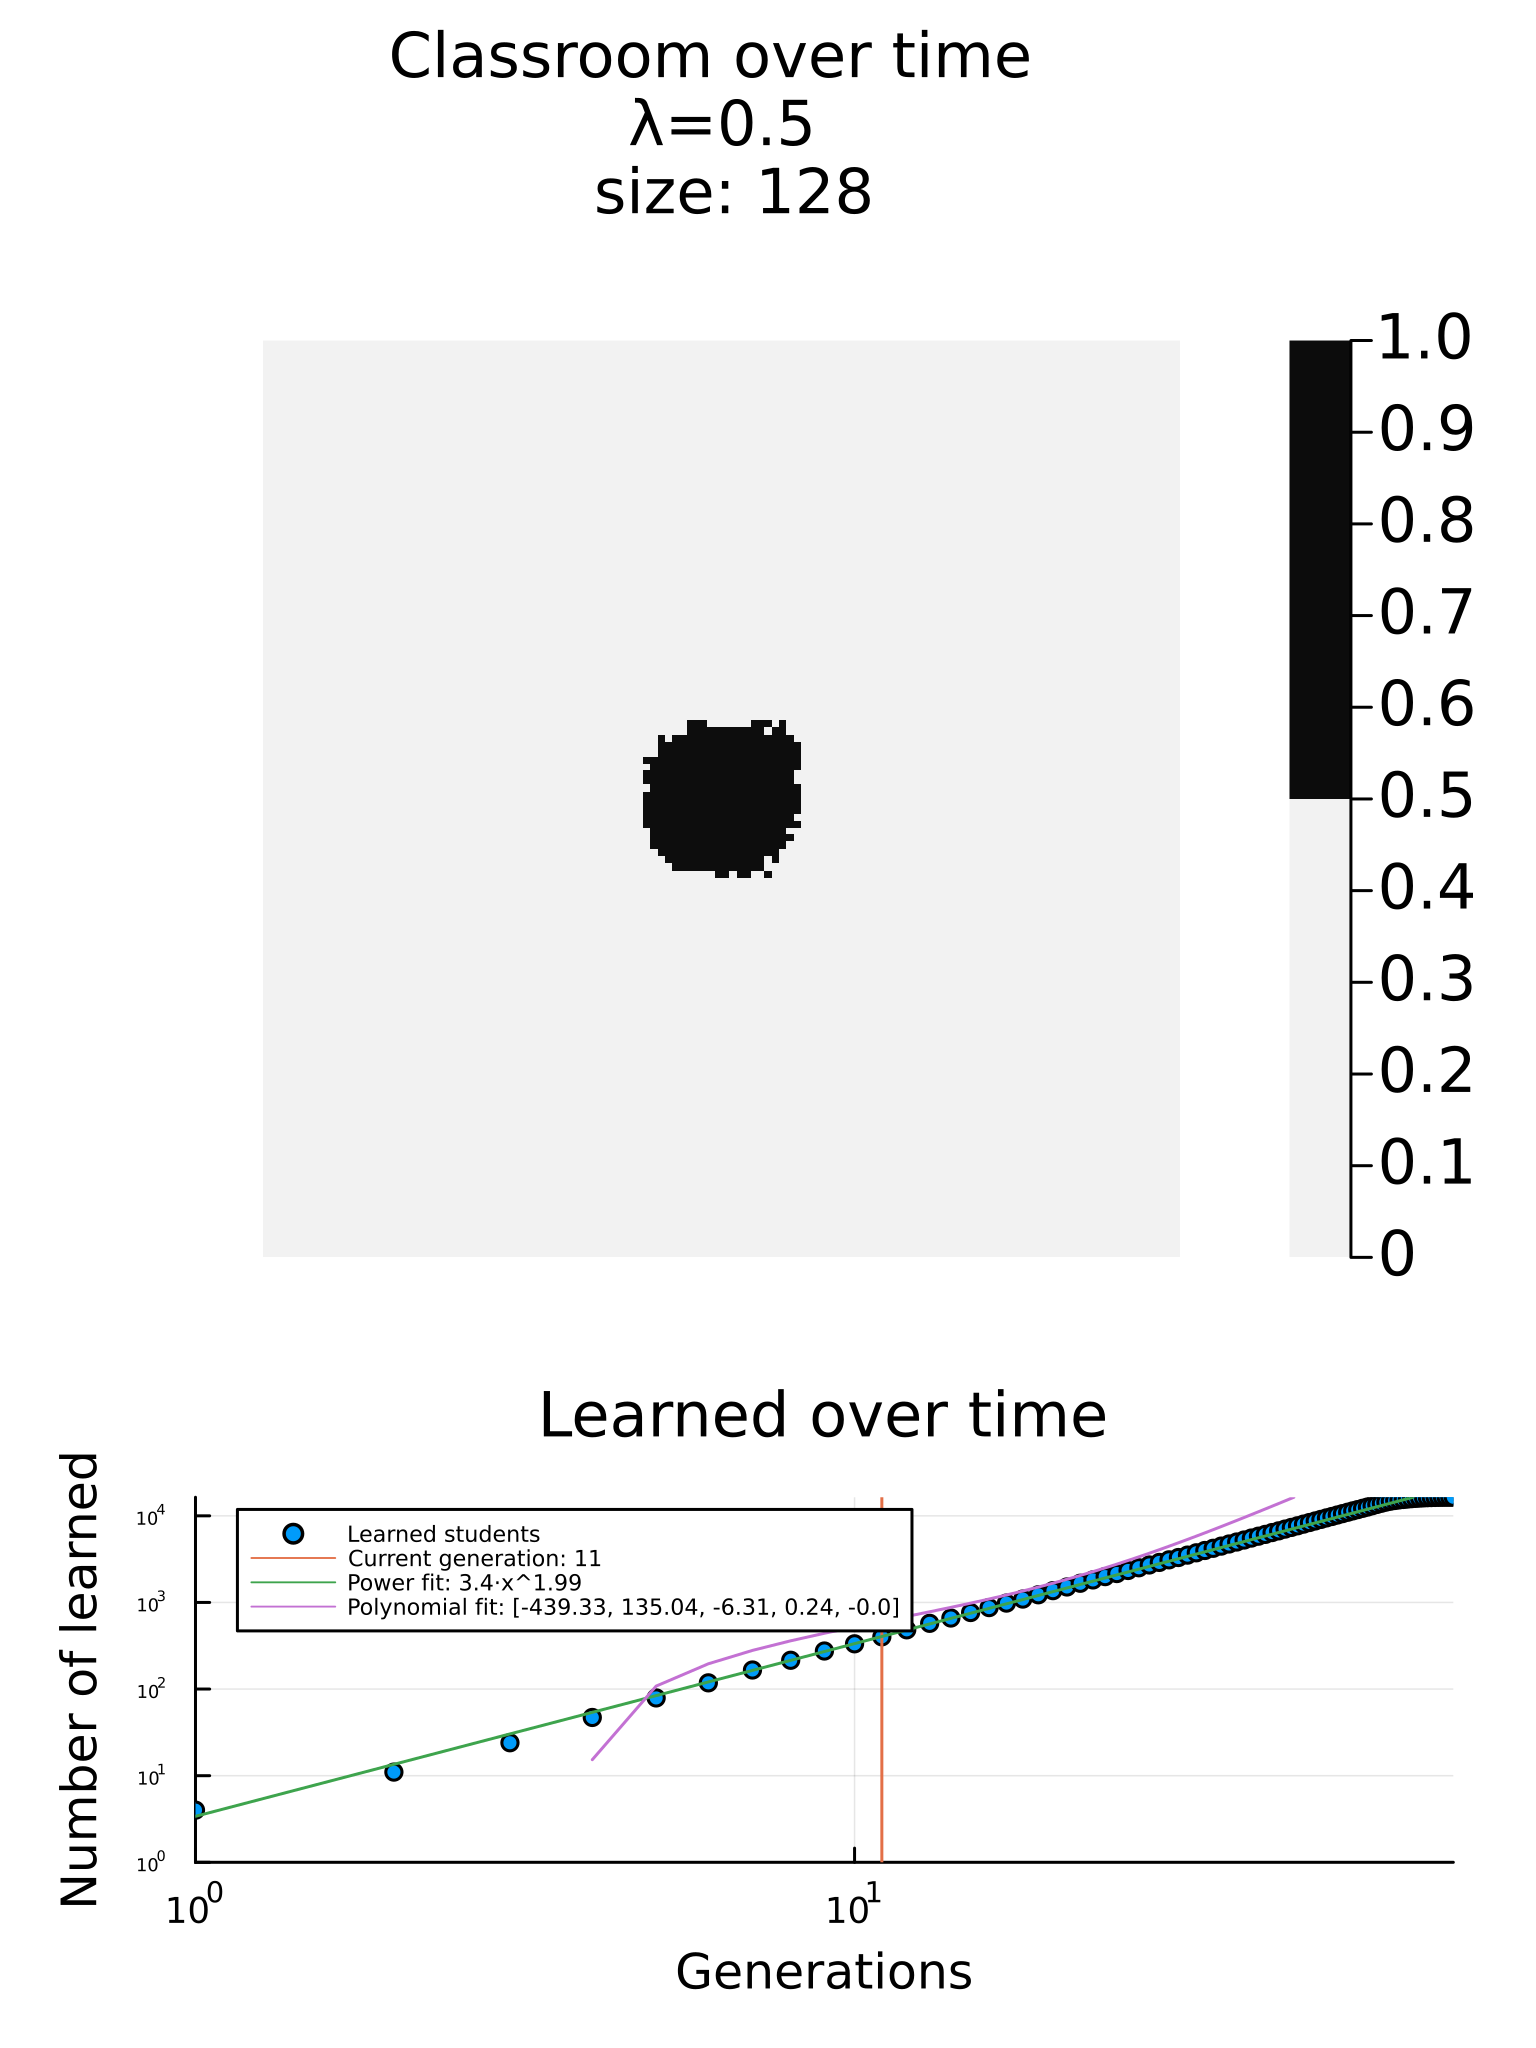 Classroom over time
λ=0.5
size: 128
1.0
0.9
0.8
0.7
0.6
0.5
0.4
0.3
0.2
0.1
0
Learned over time
Number of learned
10^4
10^3
10^2
10^1
10^0
Learned students
Current generation: 11
Power fit: 3.4·x^1.99
Polynomial fit: [-439.33, 135.04, -6.31, 0.24, -0.0]
10^0 10^1
Generations